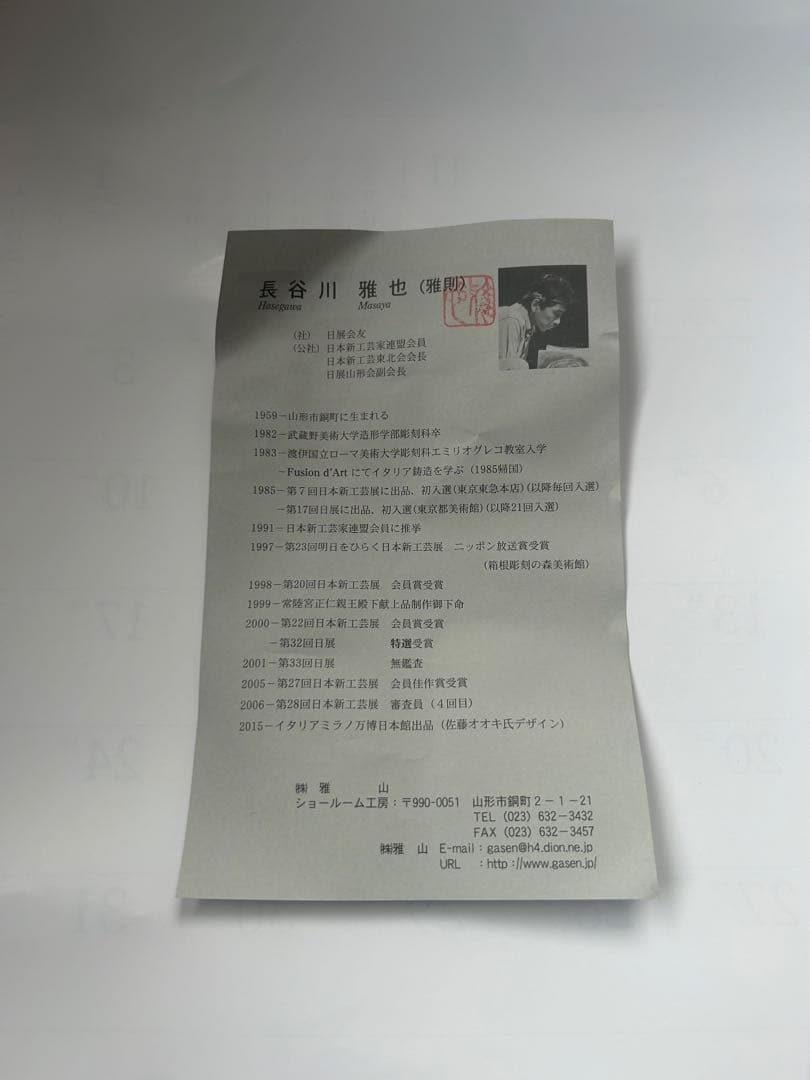 長谷川 雅也(雅則)
Hasegawa Masaya
(社) 日展会友
(公社) 日本新工芸家連盟会員
日本新工芸東北会会長
日展山形会副会長
1959−山形市銅町に生まれる
1982−武蔵野美術大学造形学部彫刻科卒
1983−渡伊国立ローマ美術大学彫刻科エミリオグレコ教室入学
−Fusion d'Art にてイタリア鋳造を学ぶ (1985帰国)
1985−第7回日本新工芸展に出品、初入選(東京東急本店)(以降毎回入選)
−第17回日展に出品、初入選(東京都美術館)(以降21回入選)
1991−日本新工芸家連盟会員に推挙
1997−第23回明日をひらく日本新工芸展 ニッポン放送賞受賞
(箱根彫刻の森美術館)
1998−第20回日本新工芸展 会員賞受賞
1999−常陸宮正仁親王殿下献上品制作御下命
2000−第22回日本新工芸展 会員賞受賞
−第32回日展 特選受賞
2001−第33回日展 無鑑査
2005−第27回日本新工芸展 会員佳作賞受賞
2006−第28回日本新工芸展 審査員(4回目)
2015−イタリアミラノ万博日本館出品(佐藤オオキ氏デザイン)
㈱ 雅 山
ショールーム工房:〒990-0051 山形市銅町2-1-21
TEL (023) 632-3432
FAX (023) 632-3457
㈱雅 山 E-mail:gasen@h4.dion.ne.jp
URL :http://www.gasen.jp/